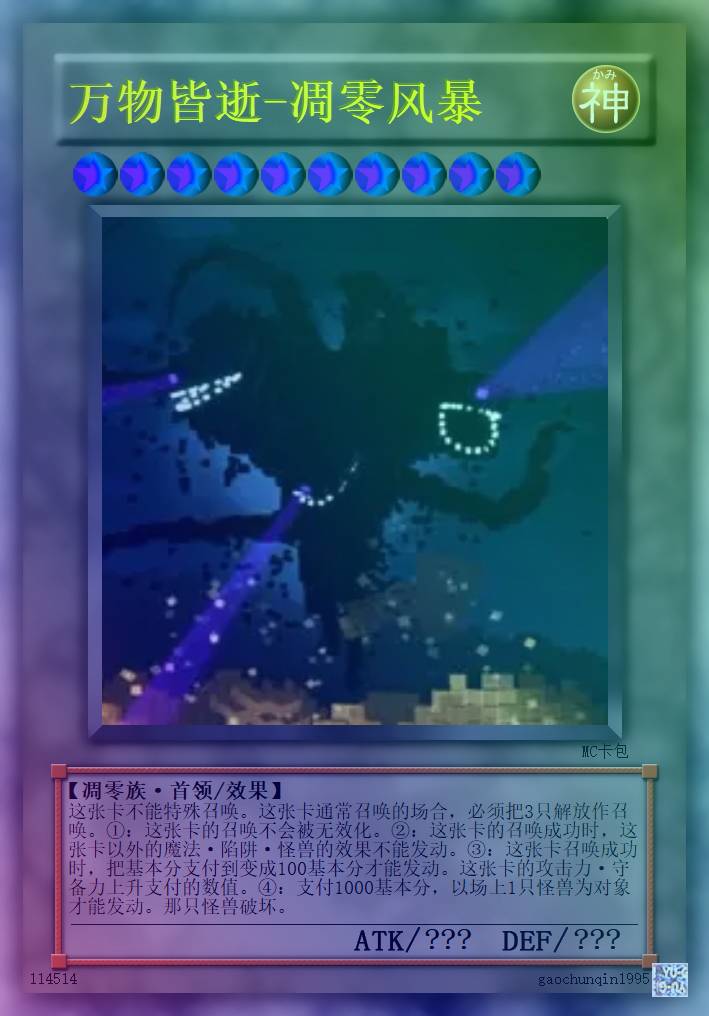 万物皆逝-凋零风暴
かみ
神
MC卡包
【凋零族·首领/效果】
这张卡不能特殊召唤。这张卡通常召唤的场合，必须把3只解放作召
唤。①：这张卡的召唤不会被无效化。②：这张卡的召唤成功时，这
张卡以外的魔法·陷阱·怪兽的效果不能发动。③：这张卡召唤成功
时，把基本分支付到变成100基本分才能发动。这张卡的攻击力·守
备力上升支付的数值。④：支付1000基本分，以场上1只怪兽为对象
才能发动。那只怪兽破坏。
ATK/??? DEF/???
114514 gaochunqin1995